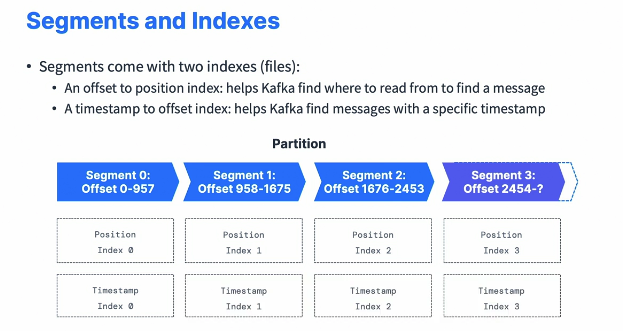 Segments and Indexes
• Segments come with two indexes (files):
• An offset to position index: helps Kafka find where to read from to find a message
• A timestamp to offset index: helps Kafka find messages with a specific timestamp
Partition
Segment 0:
Offset 0-957
Segment 1:
Offset 958-1675
Segment 2:
Offset 1676-2453
Segment 3:
Offset 2454-?
Position
Index 0
Position
Index 1
Position
Index 2
Position
Index 3
Timestamp
Index 0
Timestamp
Index 1
Timestamp
Index 2
Timestamp
Index 3